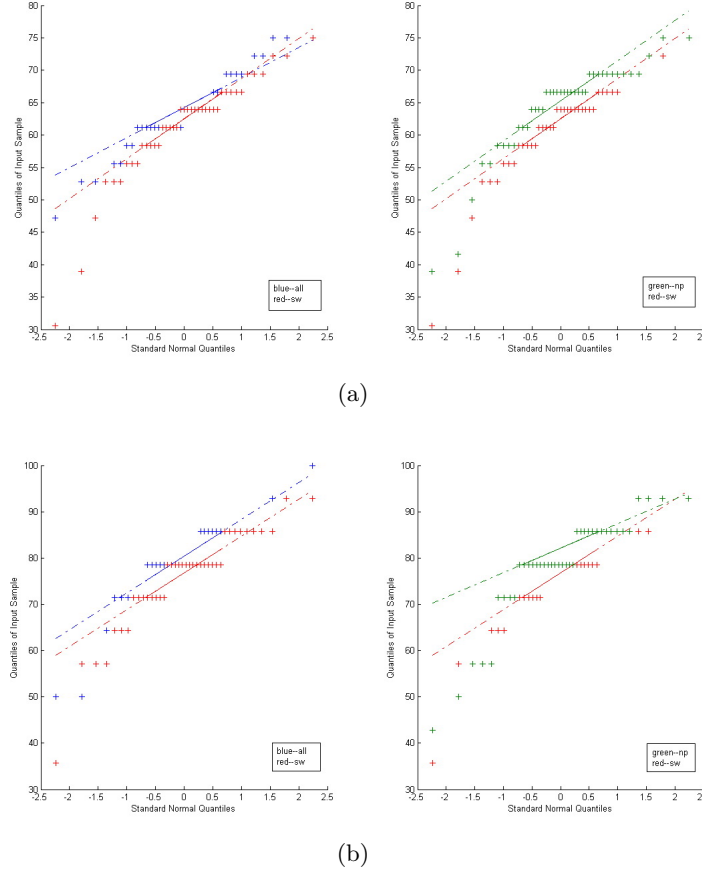 80
75
70
65
60
55
50
45
40
35
30
Quantiles of Input Sample
-2.5 -2 -1.5 -1 -0.5 0 0.5 1 1.5 2 2.5
Standard Normal Quantiles
blue--all
red--sw
80
75
70
65
60
55
50
45
40
35
30
Quantiles of Input Sample
-2.5 -2 -1.5 -1 -0.5 0 0.5 1 1.5 2 2.
Standard Normal Quantiles
green--np
red--sw
(a)
100
90
80
70
60
50
40
30
Quantiles of Input Sample
-2.5 -2 -1.5 -1 -0.5 0 0.5 1 1.5 2 2.5
Standard Normal Quantiles
blue--all
red--sw
100
90
80
70
60
50
40
30
Quantiles of Input Sample
-2.5 -2 -1.5 -1 -0.5 0 0.5 1 1.5 2 2.
Standard Normal Quantiles
green--np
red--sw
(b)